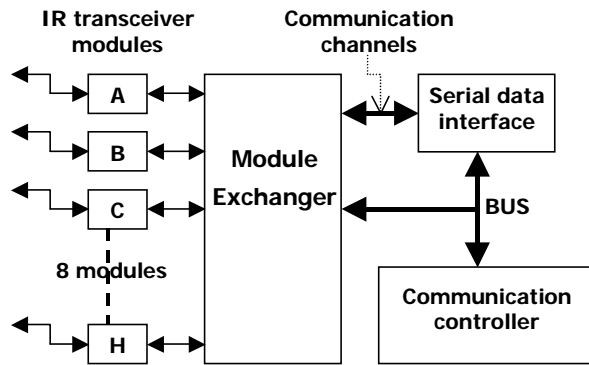 IR transceiver
modules
Communication
channels
A
B
C
8 modules
H
Module
Exchanger
Serial data
interface
BUS
Communication
controller